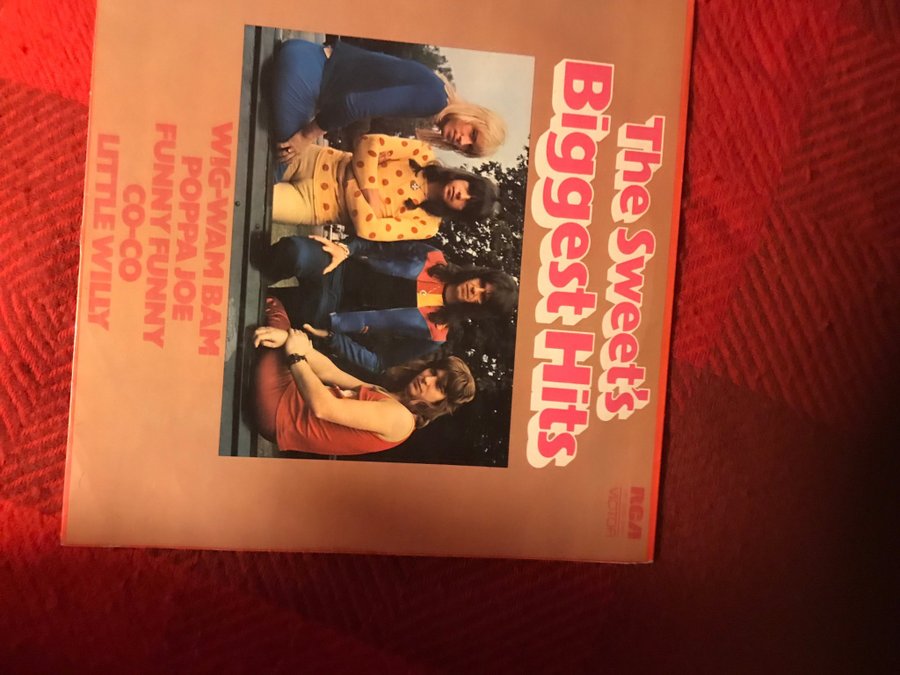 The Sweet's
Biggest Hits
RCA
VICTOR
WIG-WAM BAM
POPPA JOE
FUNNY FUNNY
CO-CO
LITTLE WILLY